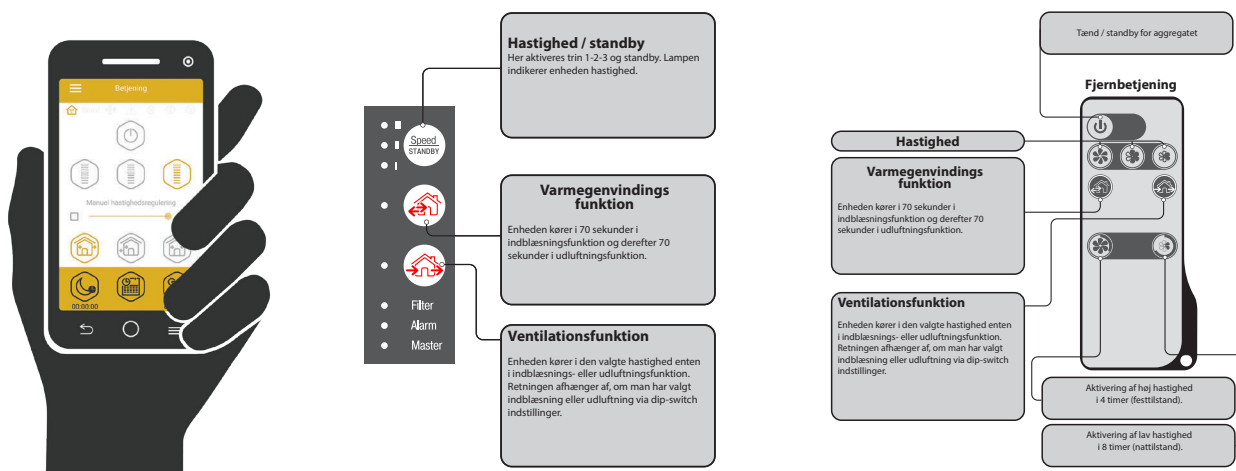 Betjening
Manuel hastighedsregulering
00:00:00
Hastighed / standby
Her aktiveres trin 1-2-3 og standby. Lampen
indikerer enheden hastighed.
III
II
I
Speed
STANDBY
Varmegenvindings
funktion
Enheden kører i 70 sekunder i
indblæsningsfunktion og derefter 70
sekunder i udluftningsfunktion.
Filter
Alarm
Master
Ventilationsfunktion
Enheden kører i den valgte hastighed enten
i indblæsnings- eller udluftningsfunktion.
Retningen afhænger af, om man har valgt
indblæsning eller udluftning via dip-switch
indstillinger.
Tænd / standby for aggregatet
Fjernbetjening
Hastighed
Varmegenvindings
funktion
Enheden kører i 70 sekunder i
indblæsningsfunktion og derefter 70
sekunder i udluftningsfunktion.
Ventilationsfunktion
Enheden kører i den valgte hastighed enten
i indblæsnings- eller udluftningsfunktion.
Retningen afhænger af, om man har valgt
indblæsning eller udluftning via dip-switch
indstillinger.
Aktivering af høj hastighed
i 4 timer (festtilstand).
Aktivering af lav hastighed
i 8 timer (nattilstand).